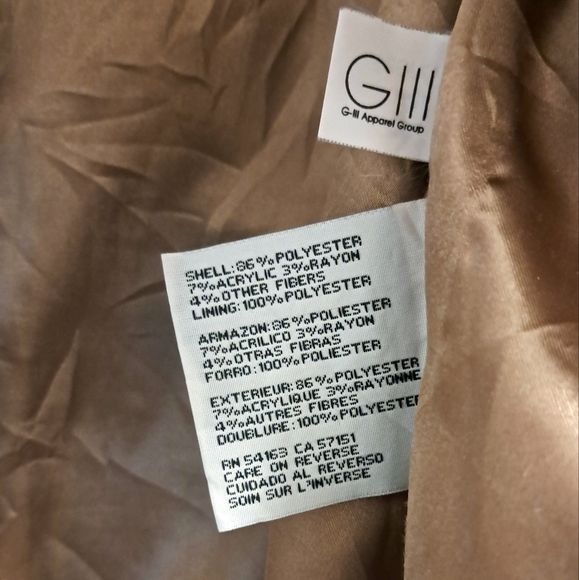 GIII
G-III Apparel Group
SHELL:86%POLYESTER
7%ACRYLIC 3%RAYON
4%OTHER FIBERS
LINING:100%POLYESTER
ARMAZON:86%POLIESTER
7%ACRILICO 3%RAYON
4%OTRAS FIBRAS
FORRO:100%POLIESTER
EXTERIEUR:86%POLYESTER
7%ACRYLIQUE 3%RAYONNE
4%AUTRES FIBRES
DOUBLURE:100%POLYESTER
RN 54163 CA 57151
CARE ON REVERSE
CUIDADO AL REVERSO
SOIN SUR L'INVERSE